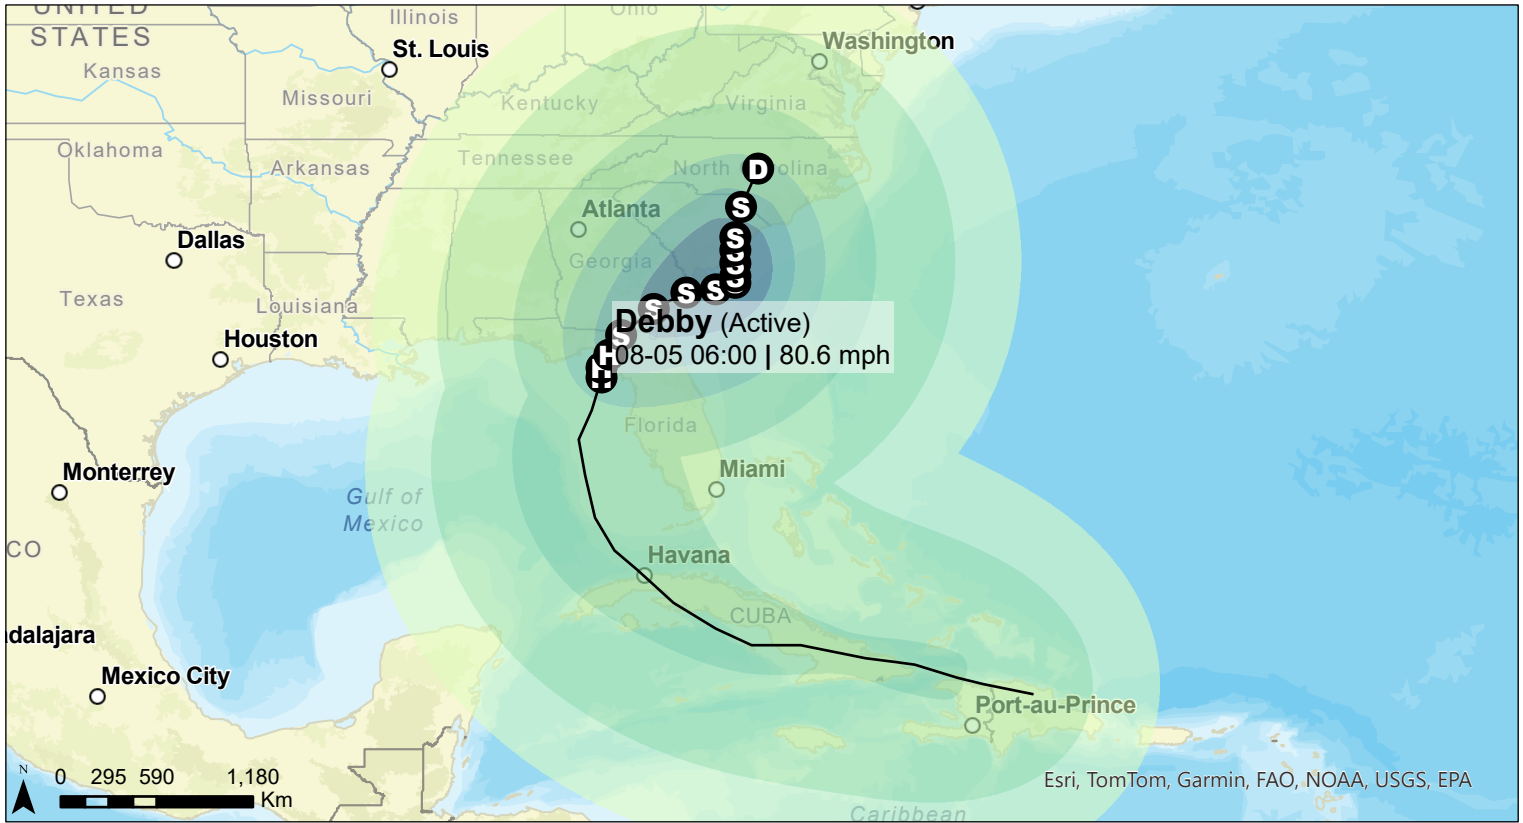 UNITED
STATES
Illinois
Ohio
St. Louis
Washington
Kansas
Missouri
Kentucky
Virginia
Oklahoma
Arkansas
Tennessee
North
olina
D
S
Atlanta
Dallas
Georgia
S
Texas
Louisiana
S
S
S
S
Houston
Debby (Active)
S
H
08-05 06:00 | 80.6 mph
Florida
Monterrey
Miami
Gulf of
Mexico
CO
Havana
CUBA
dalajara
Mexico City
Port-au-Prince
N
0 295 590 1,180
Km
Esri, TomTom, Garmin, FAO, NOAA, USGS, EPA
Caribbean